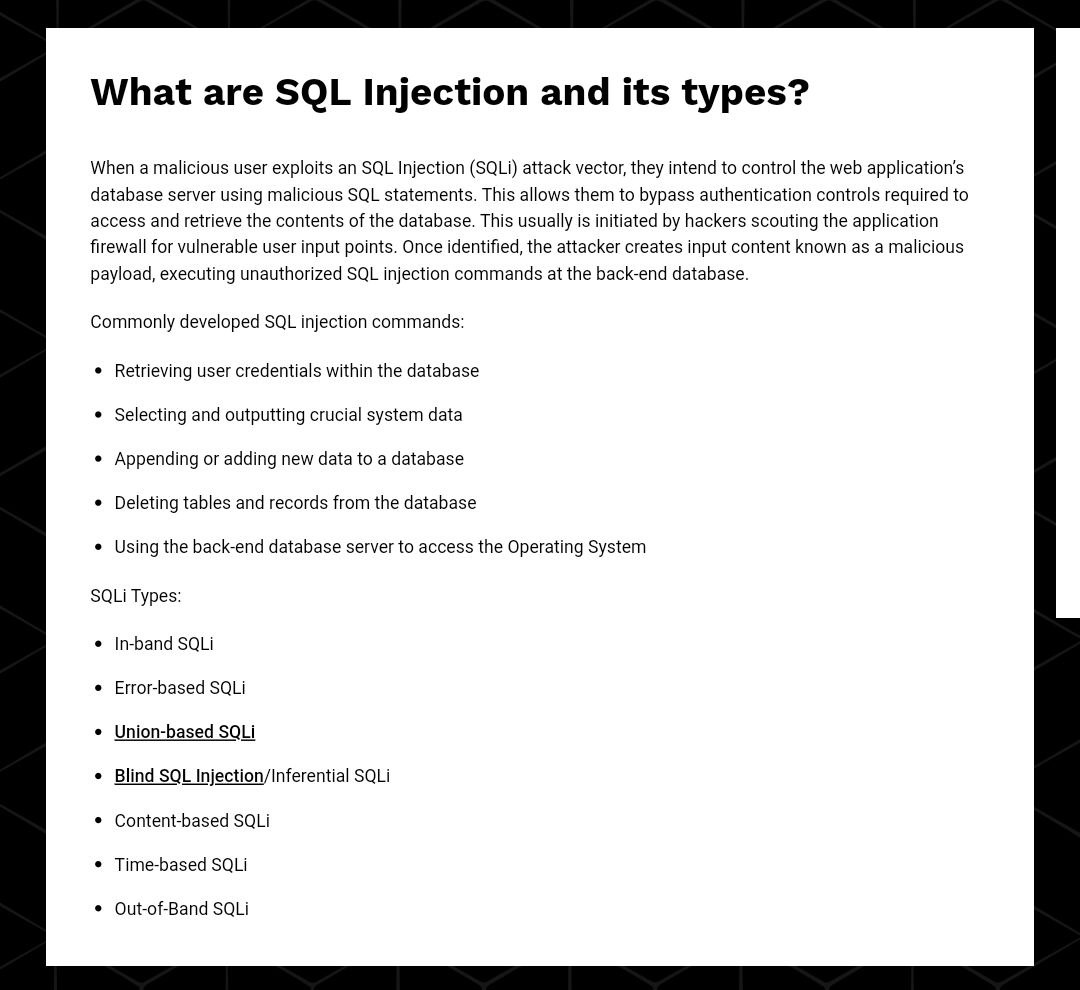 What are SQL Injection and its types?
When a malicious user exploits an SQL Injection (SQLi) attack vector, they intend to control the web application’s
database server using malicious SQL statements. This allows them to bypass authentication controls required to
access and retrieve the contents of the database. This usually is initiated by hackers scouting the application
firewall for vulnerable user input points. Once identified, the attacker creates input content known as a malicious
payload, executing unauthorized SQL injection commands at the back-end database.
Commonly developed SQL injection commands:
• Retrieving user credentials within the database
• Selecting and outputting crucial system data
• Appending or adding new data to a database
• Deleting tables and records from the database
• Using the back-end database server to access the Operating System
SQLi Types:
• In-band SQLi
• Error-based SQLi
• Union-based SQLi
• Blind SQL Injection/Inferential SQLi
• Content-based SQLi
• Time-based SQLi
• Out-of-Band SQLi